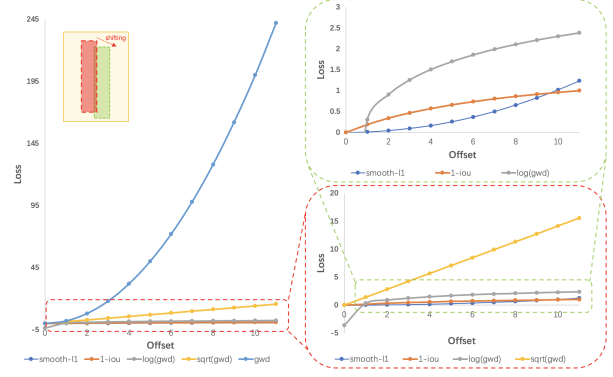 245
195
145
95
45
-5
Loss
shifting
0
2
4
6
8
10
Offset
smooth-l1
1-iou
log(gwd)
sqrt(gwd)
gwd
3
2.5
2
1.5
1
0.5
0
Loss
0
2
4
6
8
10
Offset
smooth-l1
1-iou
log(gwd)
20
15
10
5
0
-5
Loss
0
2
4
6
8
10
Offset
smooth-l1
1-iou
log(gwd)
sqrt(gwd)